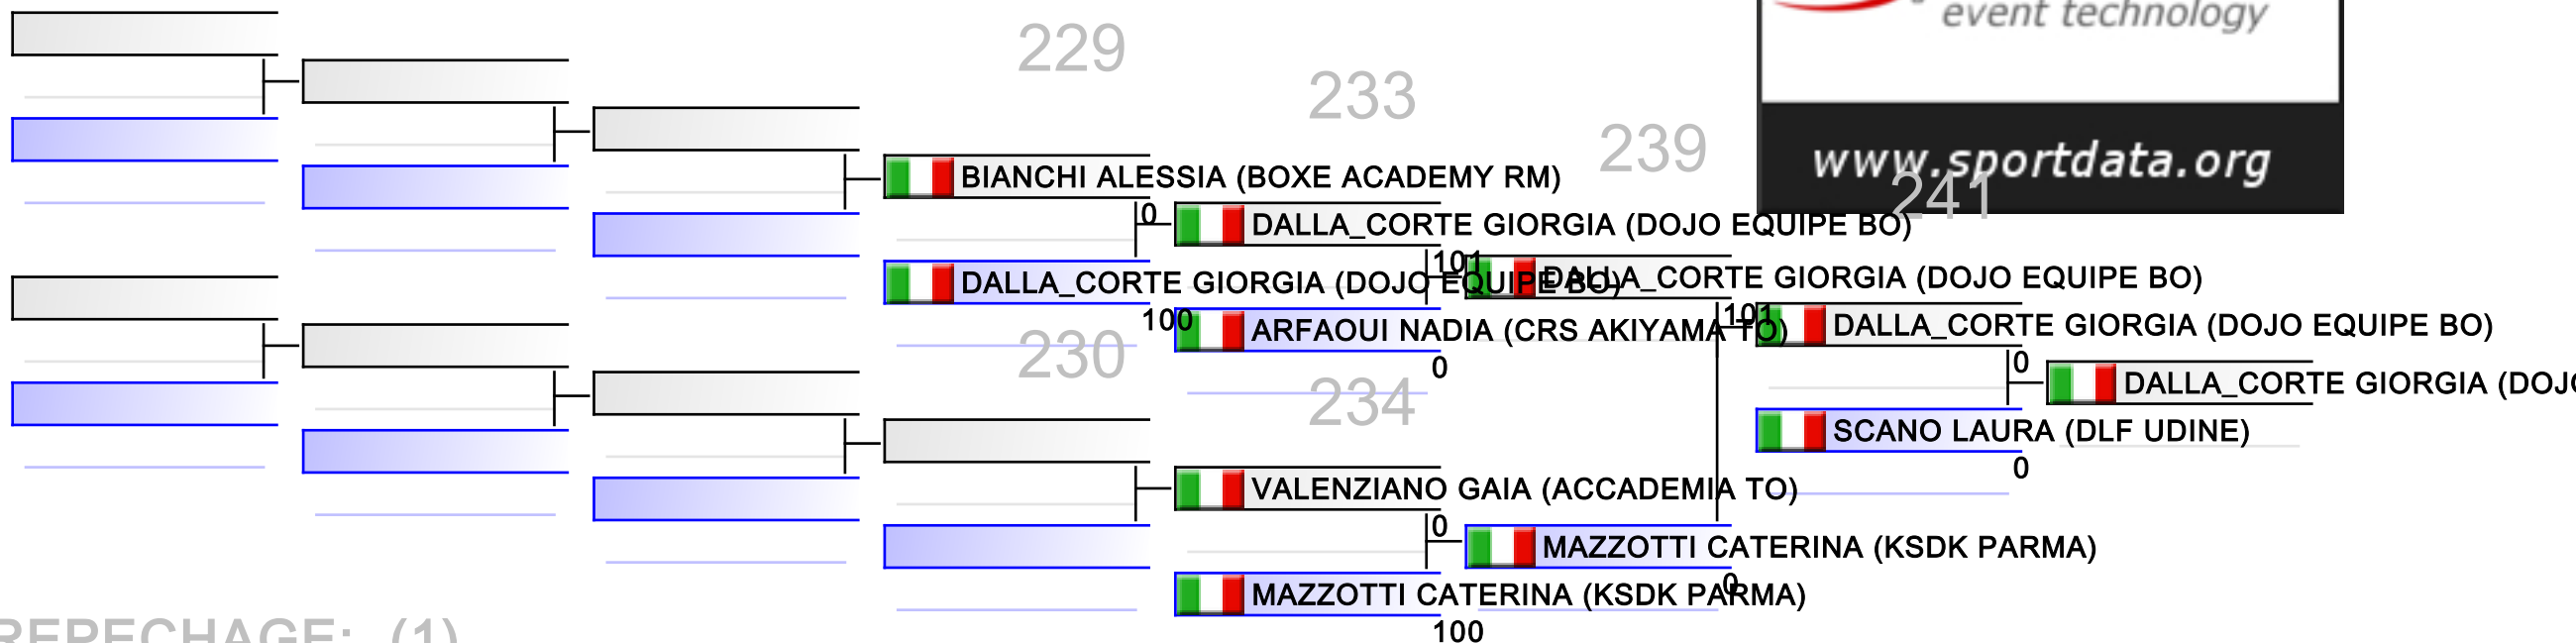 event technology
229
233
239
www.sportdata.org
241
BIANCHI ALESSIA (BOXE ACADEMY RM)
0
DALLA_CORTE GIORGIA (DOJO EQUIPE BO)
101
DALLA_CORTE GIORGIA (DOJO EQUIPE BO)
DALLA_CORTE GIORGIA (DOJO EQUIPE BO)
100
ARFAOUI NADIA (CRS AKIYAMA TO)
101
DALLA_CORTE GIORGIA (DOJO EQUIPE BO)
230
0
0
DALLA_CORTE GIORGIA (DOJO
234
SCANO LAURA (DLF UDINE)
0
VALENZIANO GAIA (ACCADEMIA TO)
0
MAZZOTTI CATERINA (KSDK PARMA)
0
MAZZOTTI CATERINA (KSDK PARMA)
100
REPECHAGE: (1)